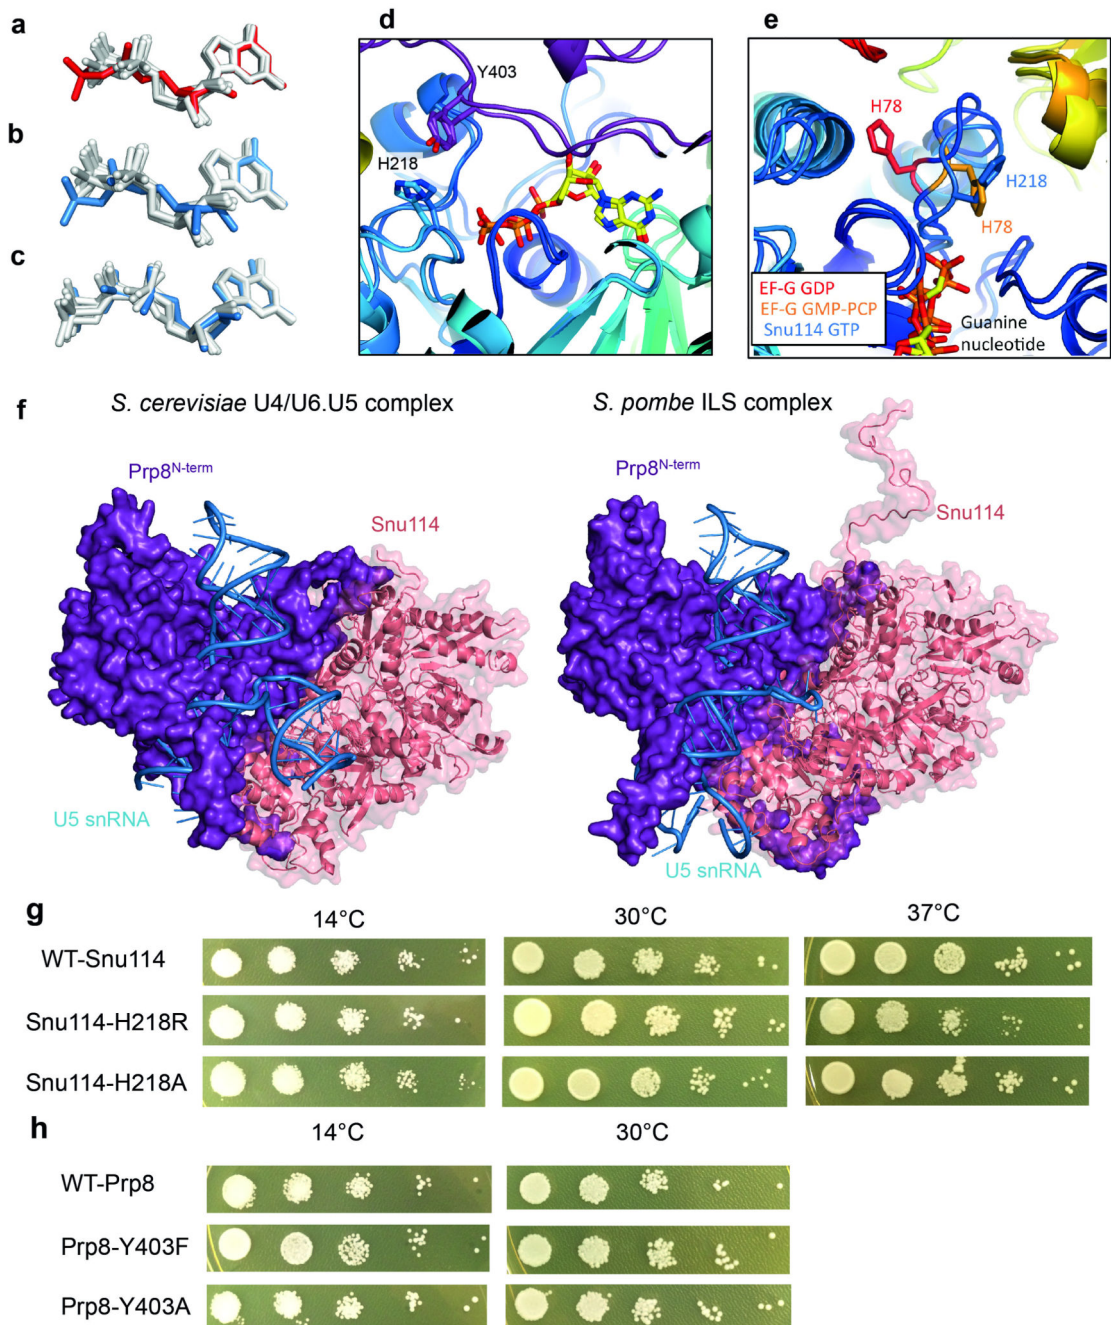 a
b
c
d
Y403
H218
e
H78
H218
H78
EF-G GDP
EF-G GMP-PCP
Snu114 GTP
Guanine
nucleotide
f
S. cerevisiae U4/U6.U5 complex
S. pombe ILS complex
Prp8N-term
Snu114
U5 snRNA
Prp8N-term
Snu114
U5 snRNA
g
14°C
30°C
37°C
WT-Snu114
Snu114-H218R
Snu114-H218A
h
14°C
30°C
WT-Prp8
Prp8-Y403F
Prp8-Y403A